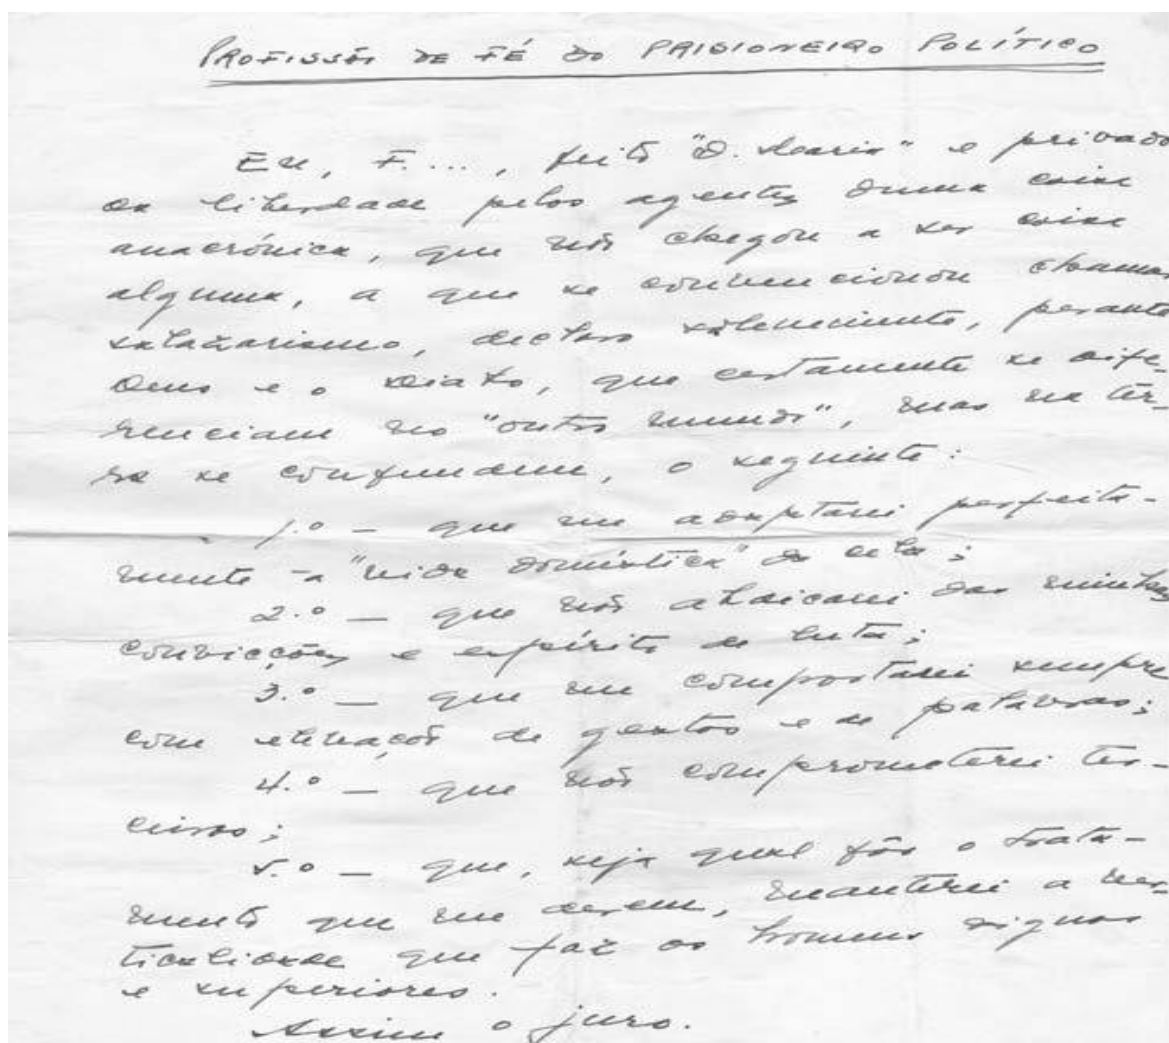 PROFISSÃO DE FÉ DO PRISIONEIRO POLÍTICO
Eu, F...., feito "D. Maria" e privado
da liberdade pelos agentes duma coisa
anacrónica, que não chegou a ser coisa
alguma, a que se convencionou chamar
salazarismo, declaro solenemente, perante
Deus e o Diabo, que certamente se dife-
renciam no "outro mundo", mas na ter-
ra se confundem, o seguinte:
1.º — que me adaptarei perfeita-
mente à "vida doméstica" da cela;
2.º — que não abdicarei das minhas
convicções e espírito de luta;
3.º — que me comportarei sempre
com elevação de gestos e de palavras;
4.º — que não comprometerei ter-
ceiros;
5.º — que, seja qual fôr o trata-
mento que me derem, manterei a ver-
ticalidade que faz os homens dignos
e superiores.
Assim o juro.